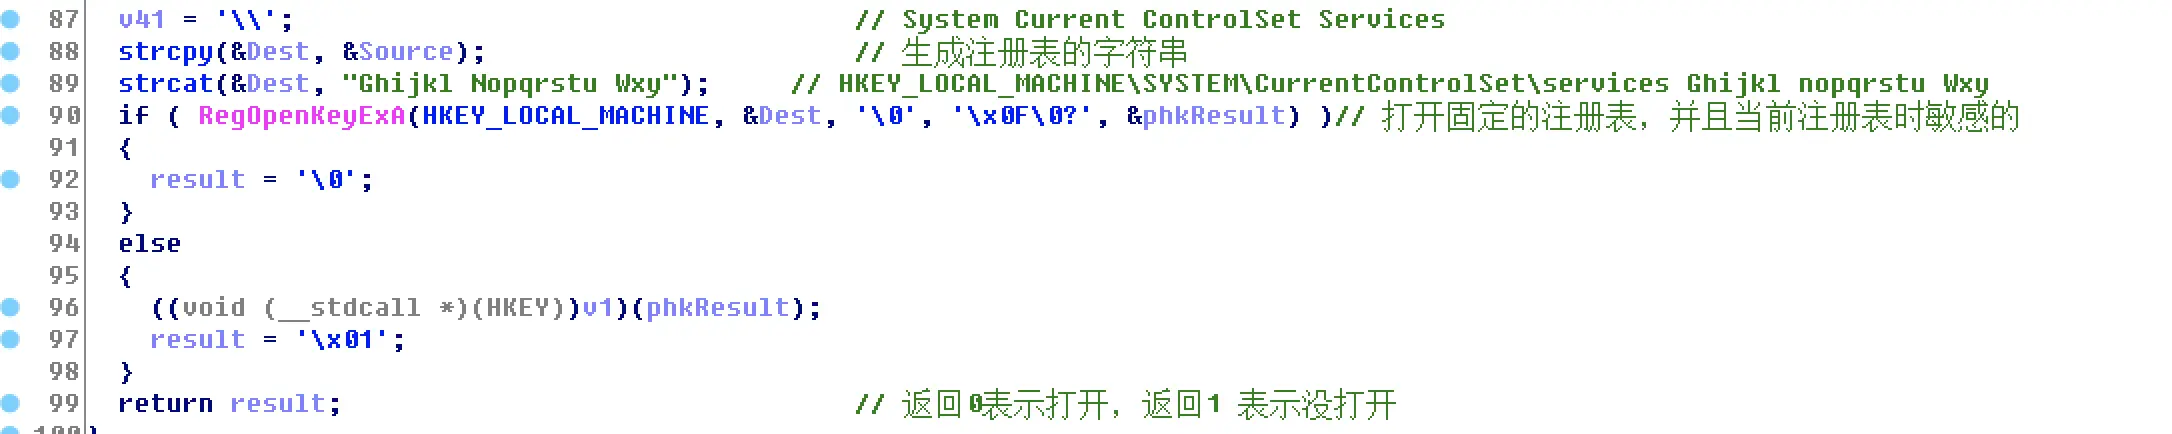 87 v41 = '\\'; // System Current ControlSet Services
88 strcpy(&Dest, &Source); // 生成注册表的字符串
89 strcat(&Dest, "Ghijkl Nopqrstu Wxy"); // HKEY_LOCAL_MACHINE\SYSTEM\CurrentControlSet\services Ghijkl nopqrstu Wxy
90 if ( RegOpenKeyExA(HKEY_LOCAL_MACHINE, &Dest, '\0', '\x0F\0?', &phkResult) )// 打开固定的注册表，并且当前注册表时敏感的
91 {
92 result = '\0';
93 }
94 else
95 {
96 ((void (__stdcall *)(HKEY))v1)(phkResult);
97 result = '\x01';
98 }
99 return result; // 返回0表示打开，返回1 表示没打开
100 }